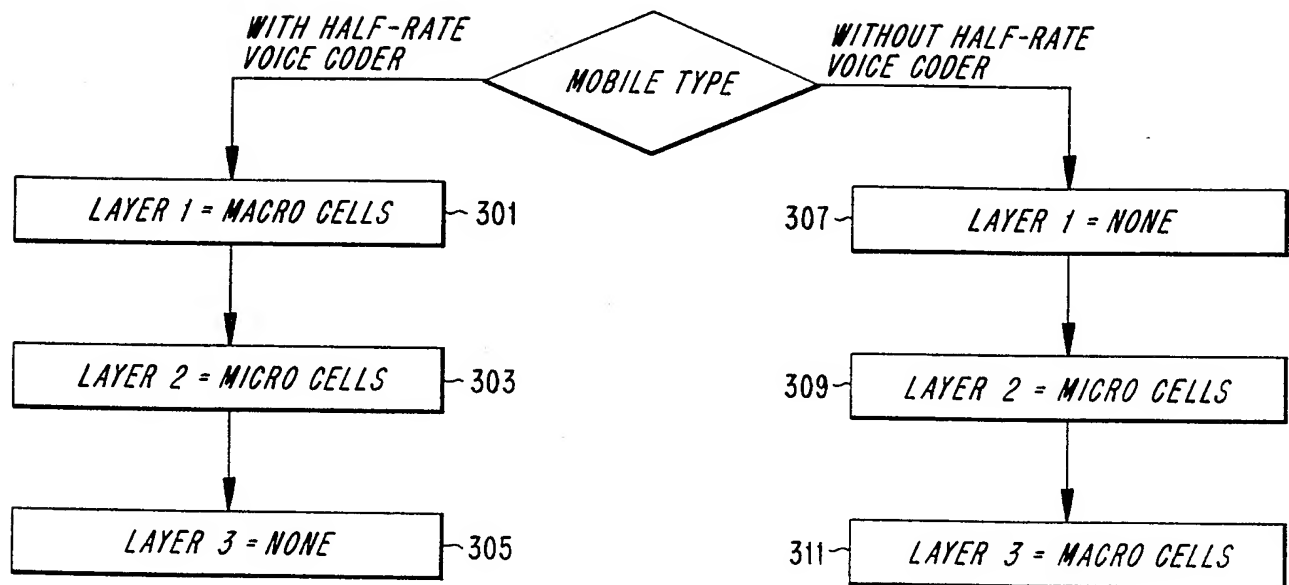 WITH HALF-RATE
VOICE CODER
MOBILE TYPE
WITHOUT HALF-RATE
VOICE CODER
LAYER 1 = MACRO CELLS
301
307
LAYER 1 = NONE
LAYER 2 = MICRO CELLS
303
309
LAYER 2 = MICRO CELLS
LAYER 3 = NONE
305
311
LAYER 3 = MACRO CELLS